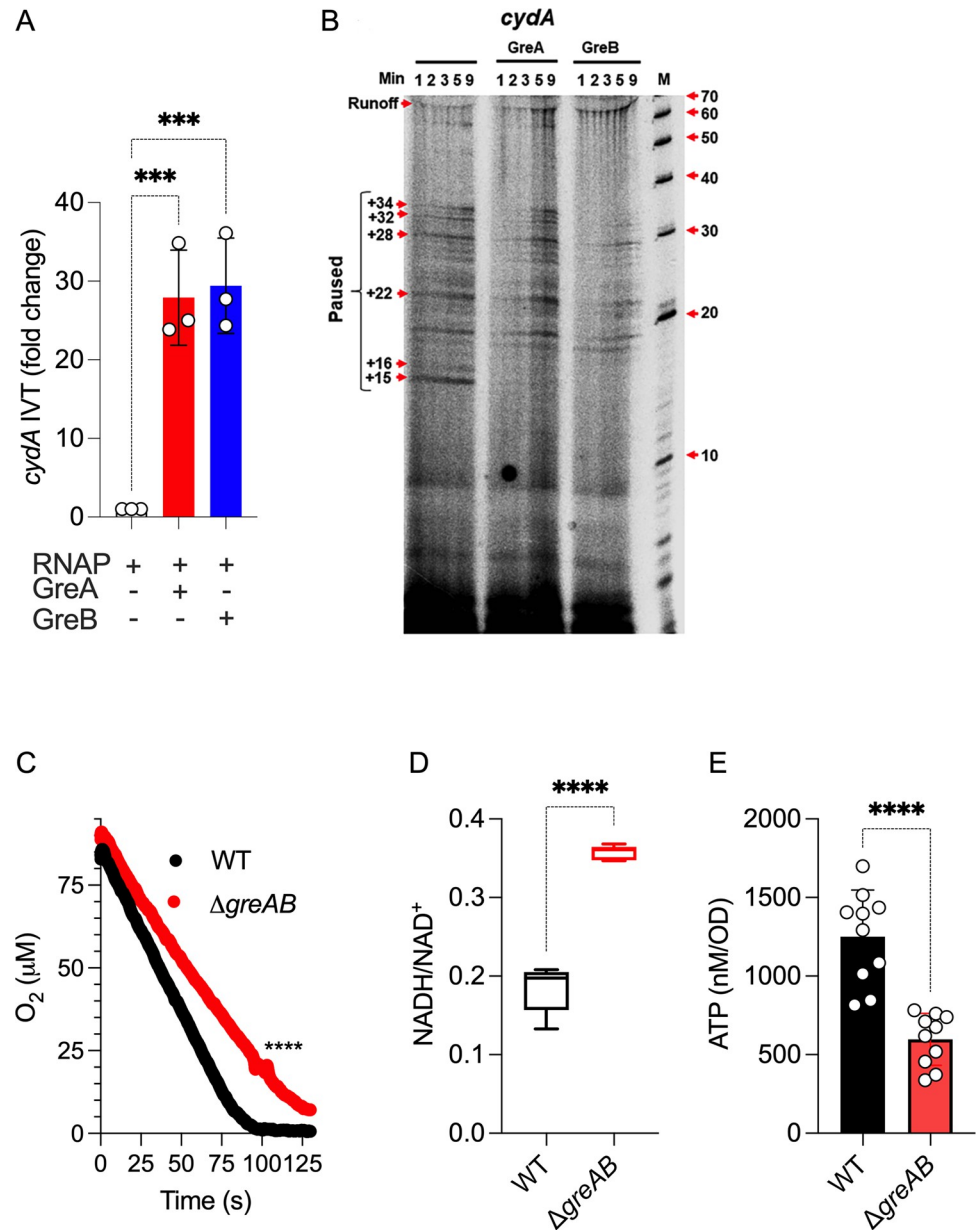 A
***
***
cydA IVT (fold change)
40
30
20
10
0
RNAP + + +
GreA - + -
GreB - - +
B
cydA
GreA GreB
Min 1 2 3 5 9 1 2 3 5 9 1 2 3 5 9 M
Runoff
Paused
+34
+32
+28
+22
+16
+15
70
60
50
40
30
20
10
C
WT
ΔgreAB
O2 (μM)
75
50
25
0
****
0 25 50 75 100 125
Time (s)
D
****
NADH/NAD+
0.4
0.3
0.2
0.1
0.0
WT
ΔgreAB
E
****
ATP (nM/OD)
2000
1500
1000
500
0
WT
ΔgreAB